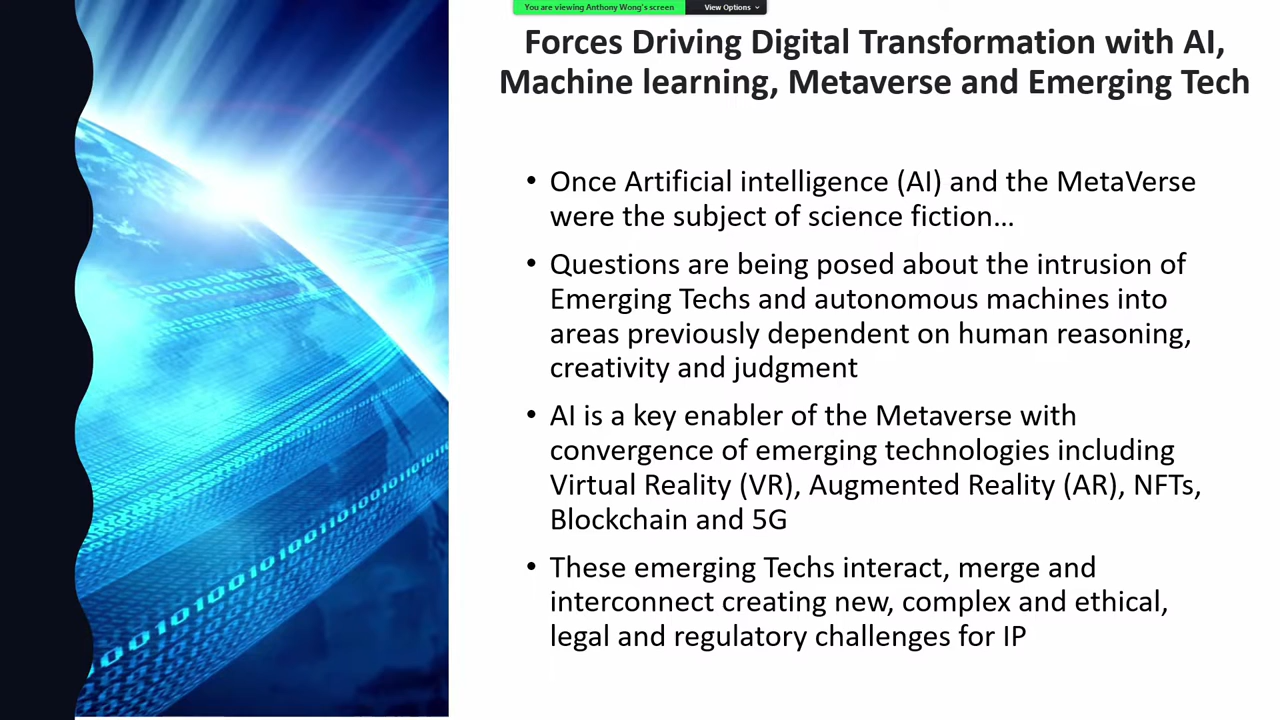 You are viewing Anthony Wong's screen View Options
Forces Driving Digital Transformation with AI,
Machine learning, Metaverse and Emerging Tech
• Once Artificial intelligence (AI) and the MetaVerse
were the subject of science fiction…
• Questions are being posed about the intrusion of
Emerging Techs and autonomous machines into
areas previously dependent on human reasoning,
creativity and judgment
• AI is a key enabler of the Metaverse with
convergence of emerging technologies including
Virtual Reality (VR), Augmented Reality (AR), NFTs,
Blockchain and 5G
• These emerging Techs interact, merge and
interconnect creating new, complex and ethical,
legal and regulatory challenges for IP